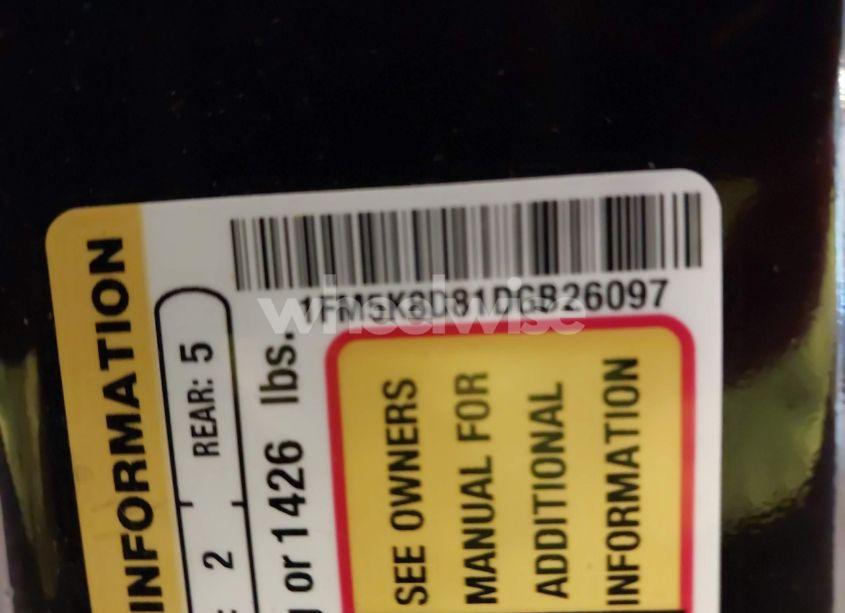 1FM5K8D81DGB26097
wheelwise
INFORMATION
2 REAR: 5
or 1426 lbs.
SEE OWNERS
MANUAL FOR
ADDITIONAL
INFORMATION